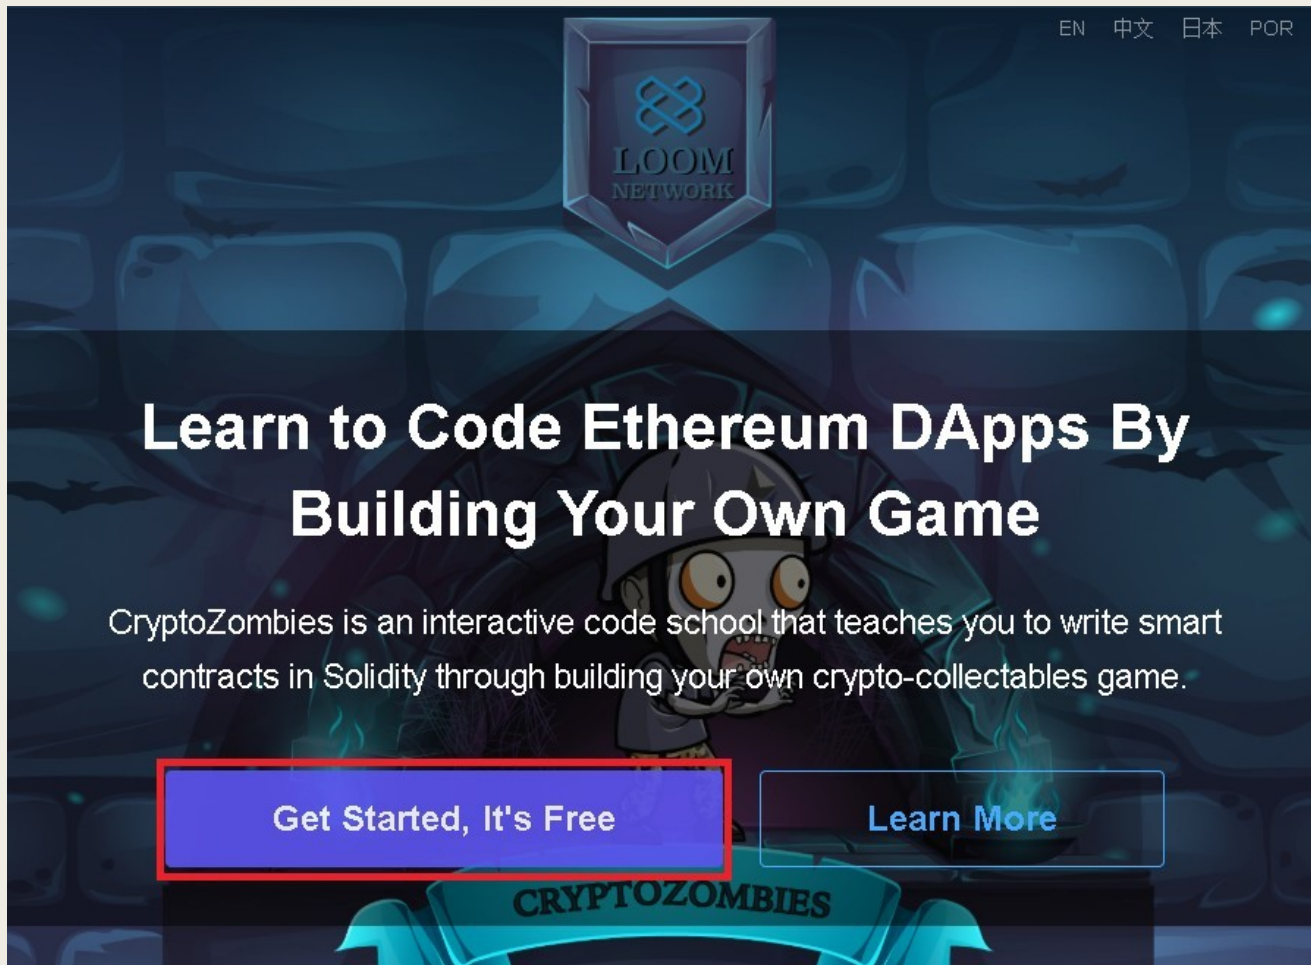 EN 中文 日本 POR
LOOM
NETWORK
Learn to Code Ethereum DApps By
Building Your Own Game
CryptoZombies is an interactive code school that teaches you to write smart
contracts in Solidity through building your own crypto-collectables game.
Get Started, It's Free
Learn More
CRYPTOZOMBIES